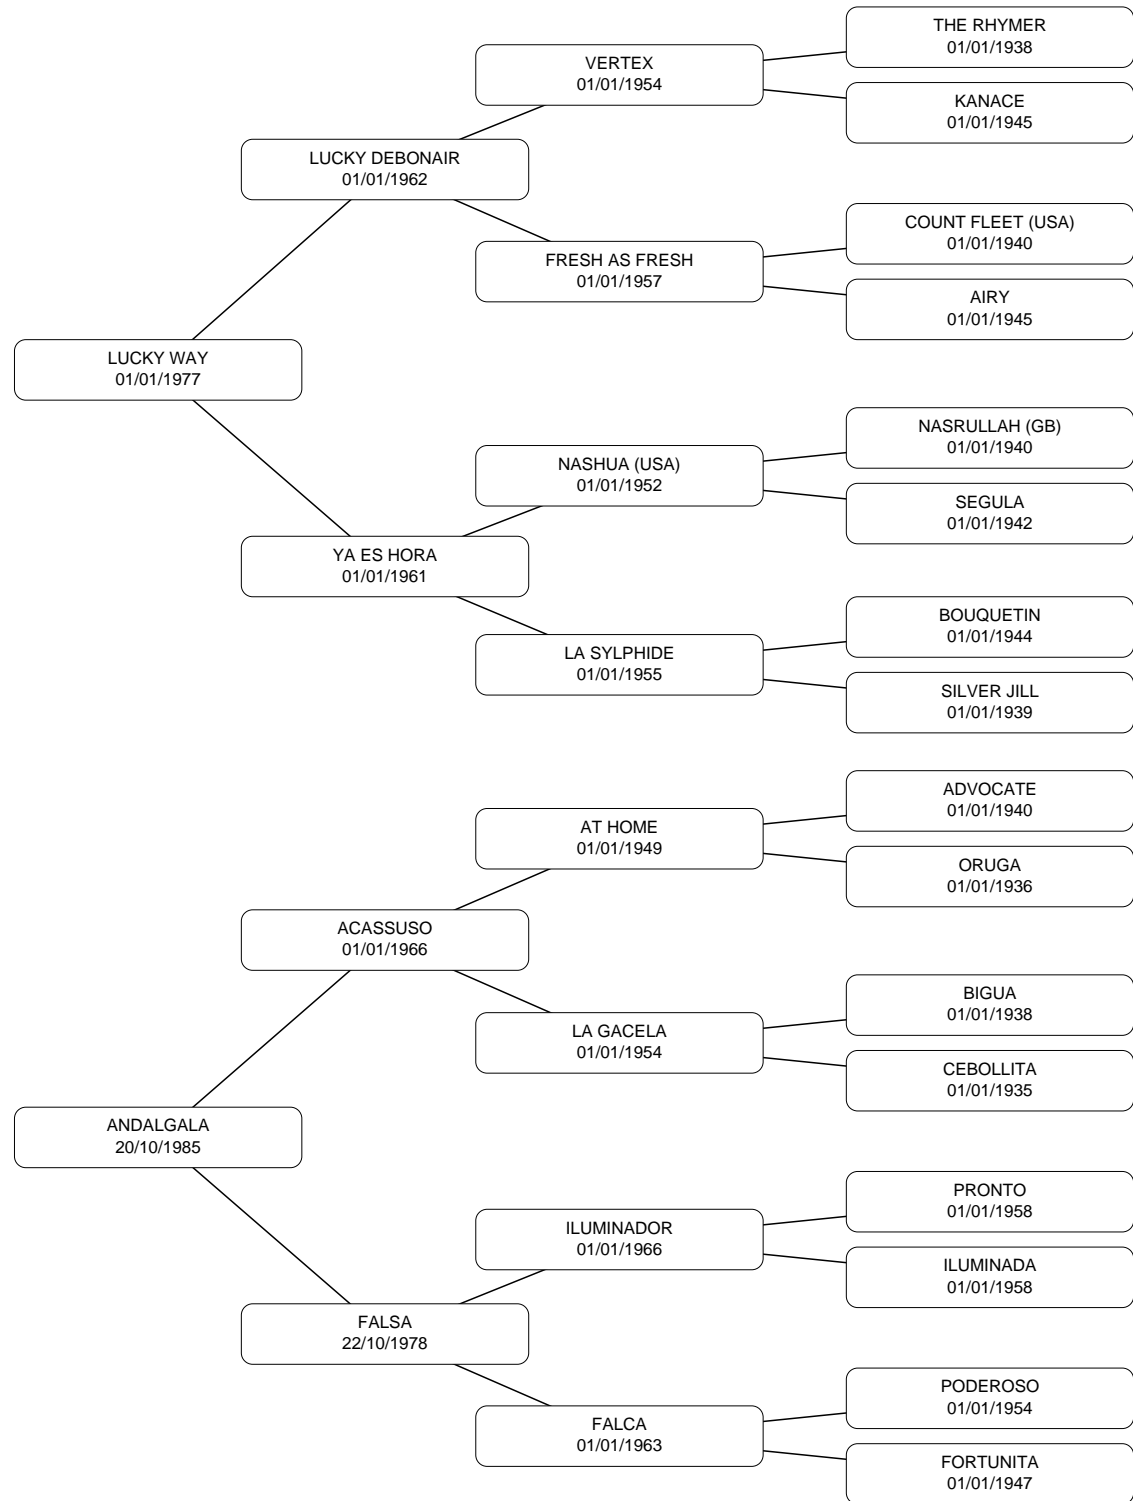 THE RHYMER
01/01/1938
VERTEX
01/01/1954
KANACE
01/01/1945
LUCKY DEBONAIR
01/01/1962
COUNT FLEET (USA)
01/01/1940
FRESH AS FRESH
01/01/1957
AIRY
01/01/1945
LUCKY WAY
01/01/1977
NASRULLAH (GB)
01/01/1940
NASHUA (USA)
01/01/1952
SEGULA
01/01/1942
YA ES HORA
01/01/1961
BOUQUETIN
01/01/1944
LA SYLPHIDE
01/01/1955
SILVER JILL
01/01/1939
ADVOCATE
01/01/1940
AT HOME
01/01/1949
ORUGA
01/01/1936
ACASSUSO
01/01/1966
BIGUA
01/01/1938
LA GACELA
01/01/1954
CEBOLLITA
01/01/1935
ANDALGALA
20/10/1985
PRONTO
01/01/1958
ILUMINADOR
01/01/1966
ILUMINADA
01/01/1958
FALSA
22/10/1978
PODEROSO
01/01/1954
FALCA
01/01/1963
FORTUNITA
01/01/1947